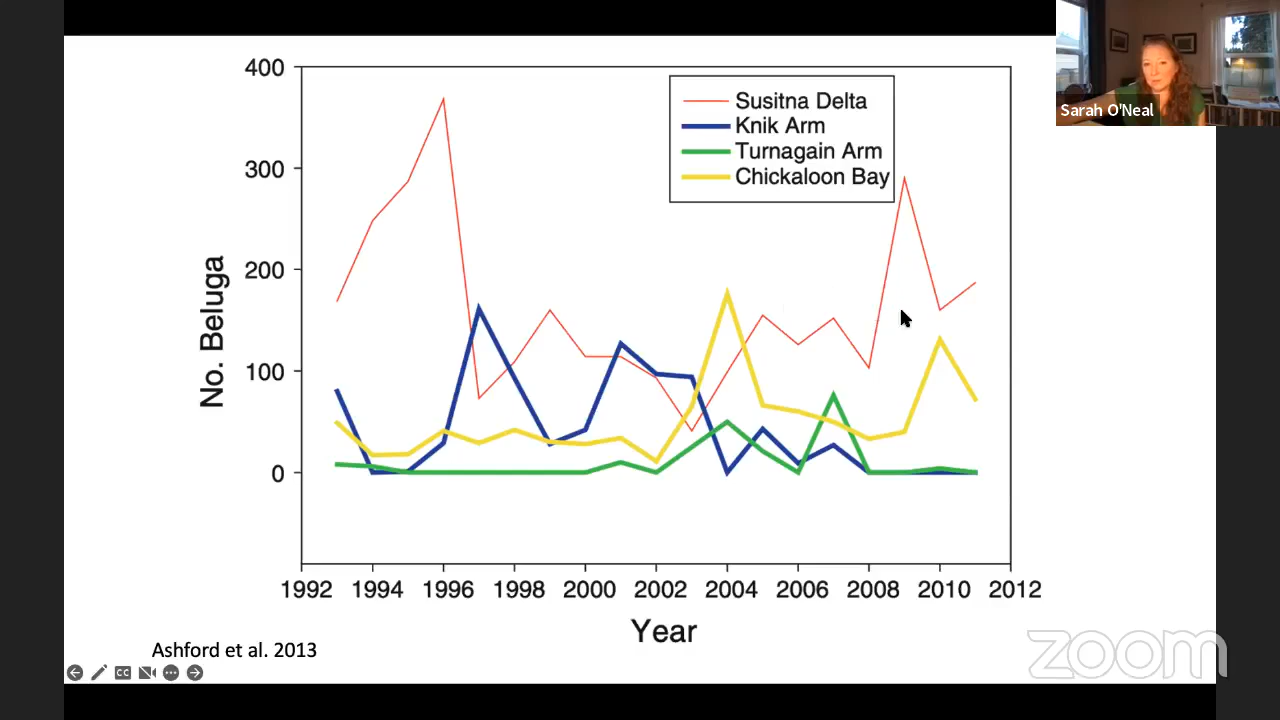 Sarah O'Neal
400
300
200
100
0
No. Beluga
Susitna Delta
Knik Arm
Turnagain Arm
Chickaloon Bay
1992 1994 1996 1998 2000 2002 2004 2006 2008 2010 2012
Year
Ashford et al. 2013
CC
zoom